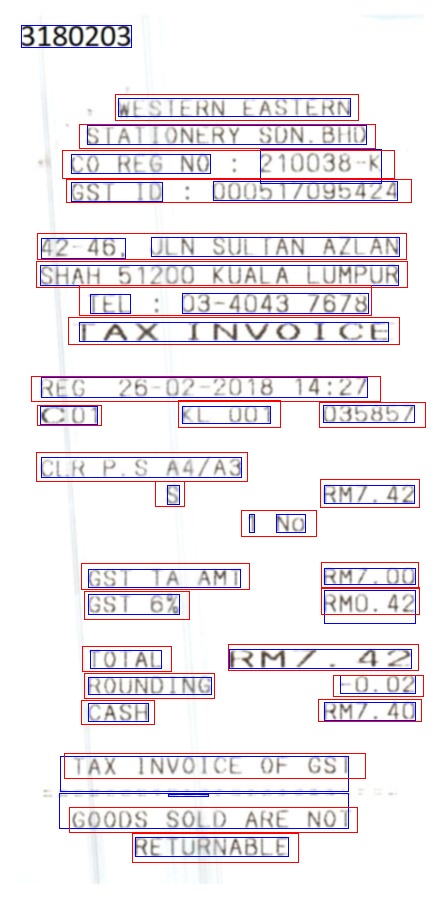 3180203
WESTERN EASTERN
STATIONERY SDN.BHD
CO REG NO : 210038-K
GST ID : 000517095424
42-46, JLN SULTAN AZLAN
SHAH 51200 KUALA LUMPUR
TEL : 03-4043 7678
TAX INVOICE
REG 26-02-2018 14:27
C01 KL 001 035857
CLR P.S A4/A3
S RM7.42
1 No
GST TA AMT RM7.00
GST 6% RM0.42
TOTAL RM7.42
ROUNDING -0.02
CASH RM7.40
TAX INVOICE OF GST
GOODS SOLD ARE NOT
RETURNABLE